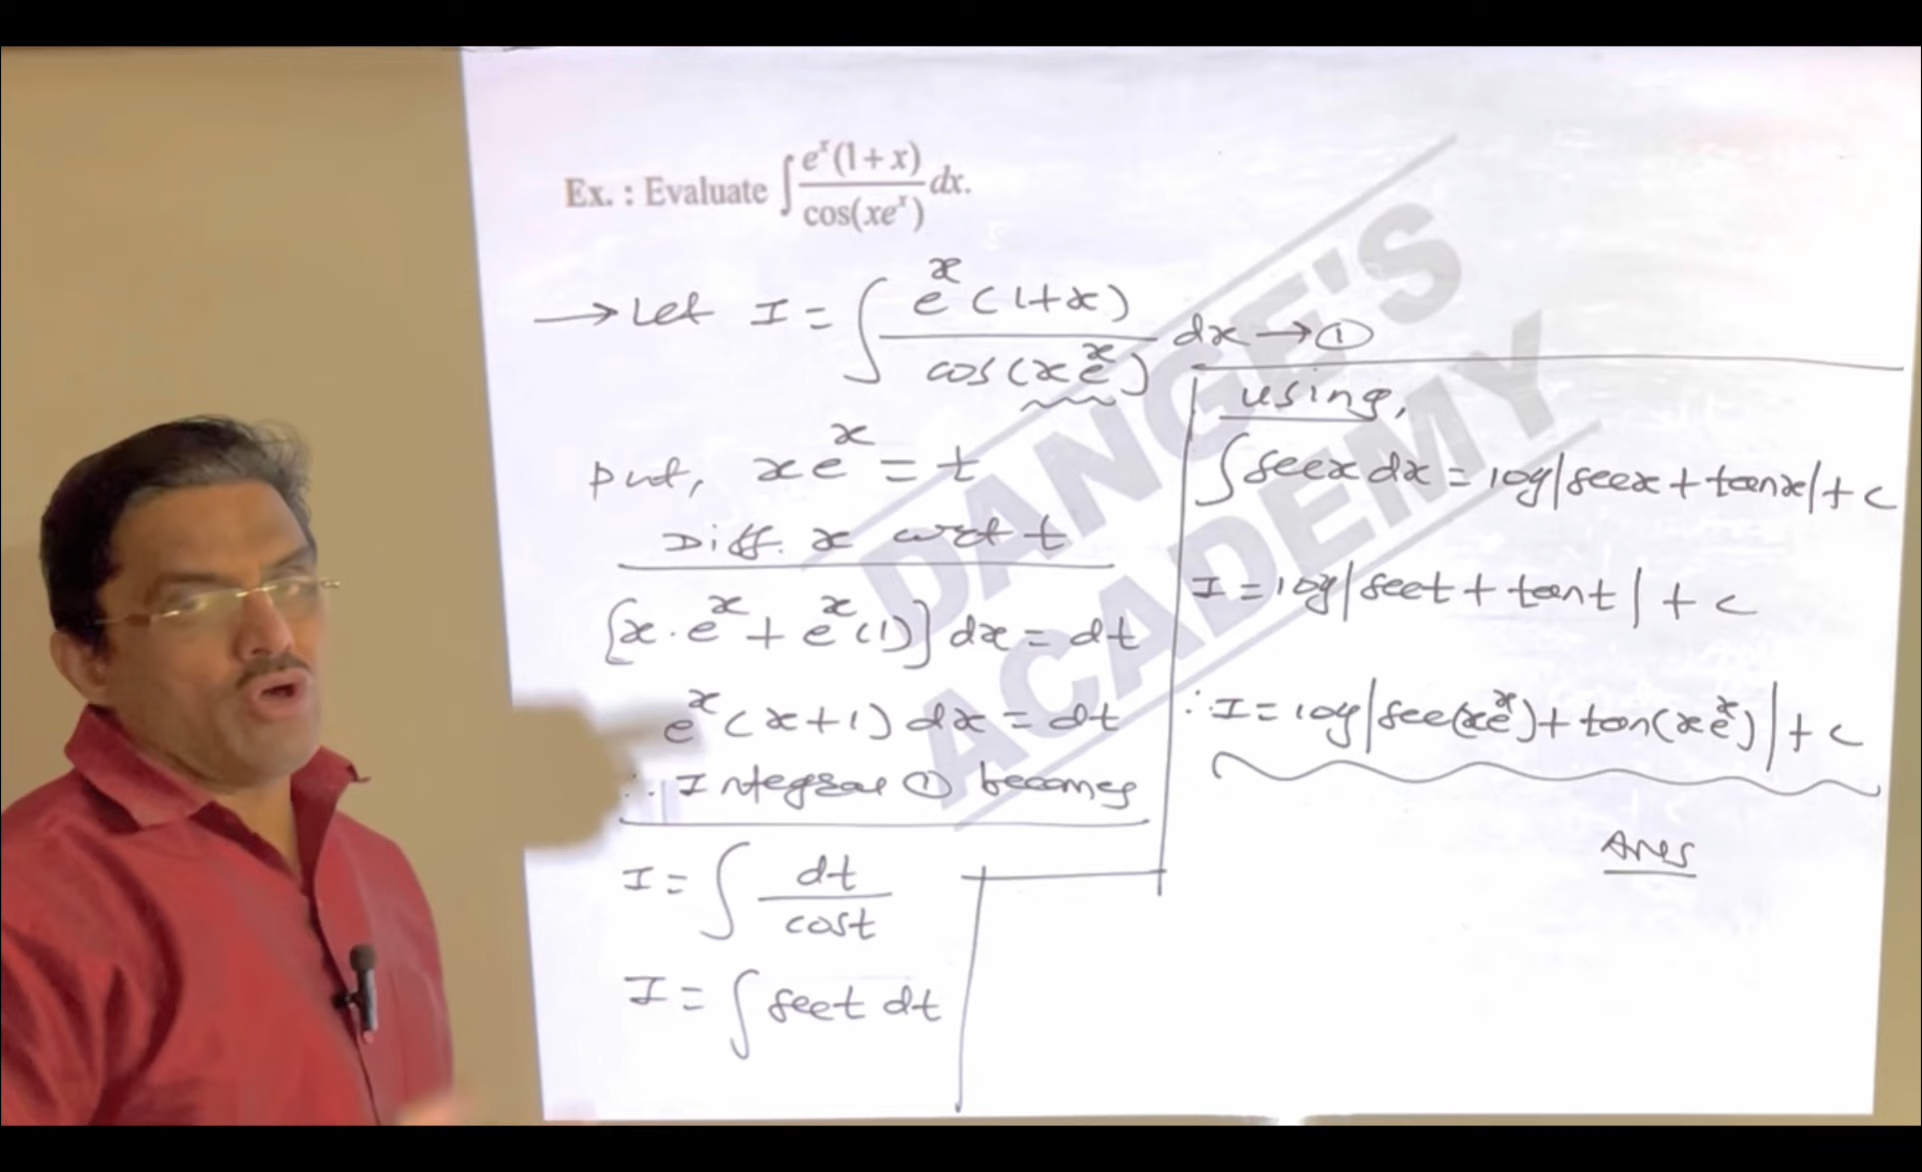 Ex. : Evaluate ∫ e^x(1+x) / cos(xe^x) dx.
→ Let I = ∫ e^x (1+x) / cos(x e^x) dx → ①
put, x e^x = t
Diff. x wrt t
[x · e^x + e^x (1)] dx = dt
e^x (x+1) dx = dt
∴ Integral ① becomes
I = ∫ dt / cost
I = ∫ sect dt
using,
∫ secx dx = log|secx + tanx| + c
I = log|sect + tant| + c
∴ I = log|sec(xe^x) + tan(xe^x)| + c
Ans
DANGE'S
ACADEMY